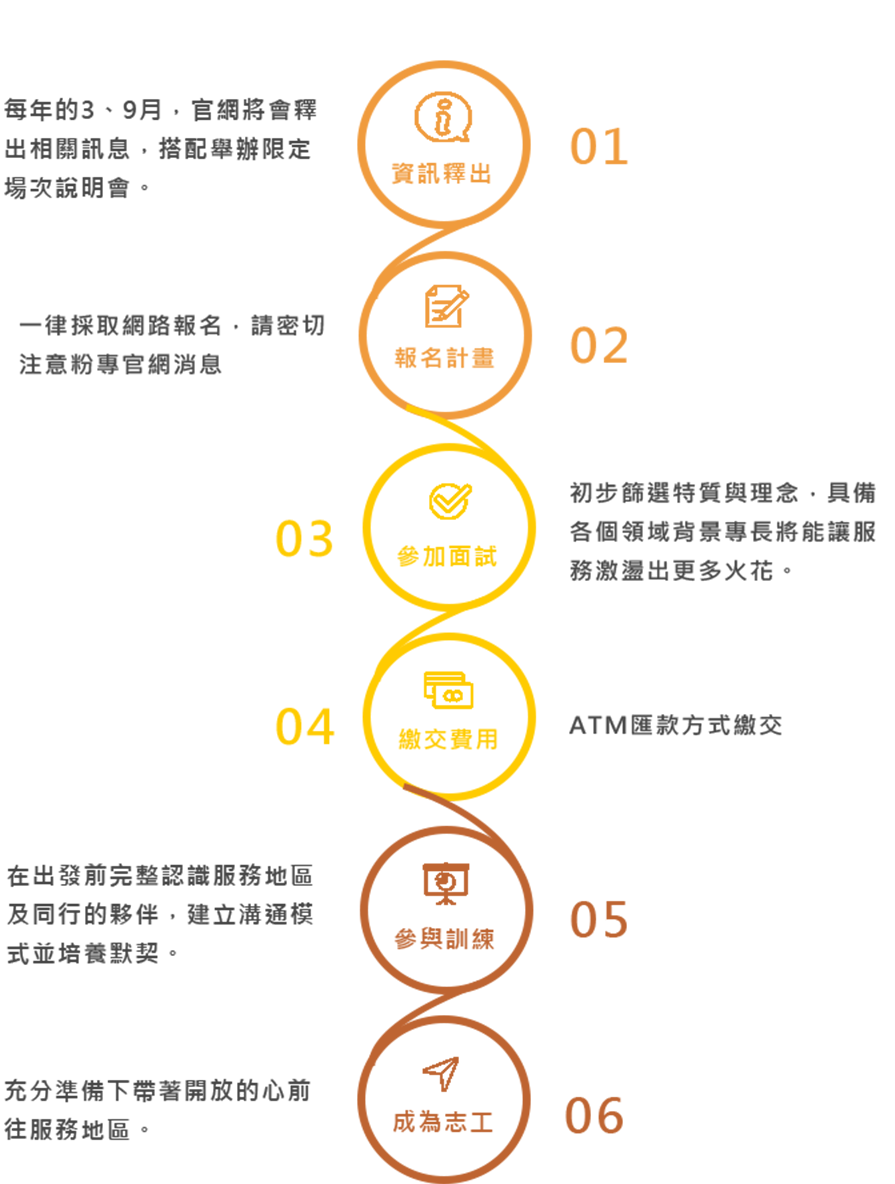 每年的3、9月，官網將會釋
出相關訊息，搭配舉辦限定
場次說明會。
資訊釋出
01
一律採取網路報名，請密切
注意粉專官網消息
報名計畫
02
03
參加面試
初步篩選特質與理念，具備
各個領域背景專長將能讓服
務激盪出更多火花。
04
繳交費用
ATM匯款方式繳交
在出發前完整認識服務地區
及同行的夥伴，建立溝通模
式並培養默契。
參與訓練
05
充分準備下帶著開放的心前
往服務地區。
成為志工
06